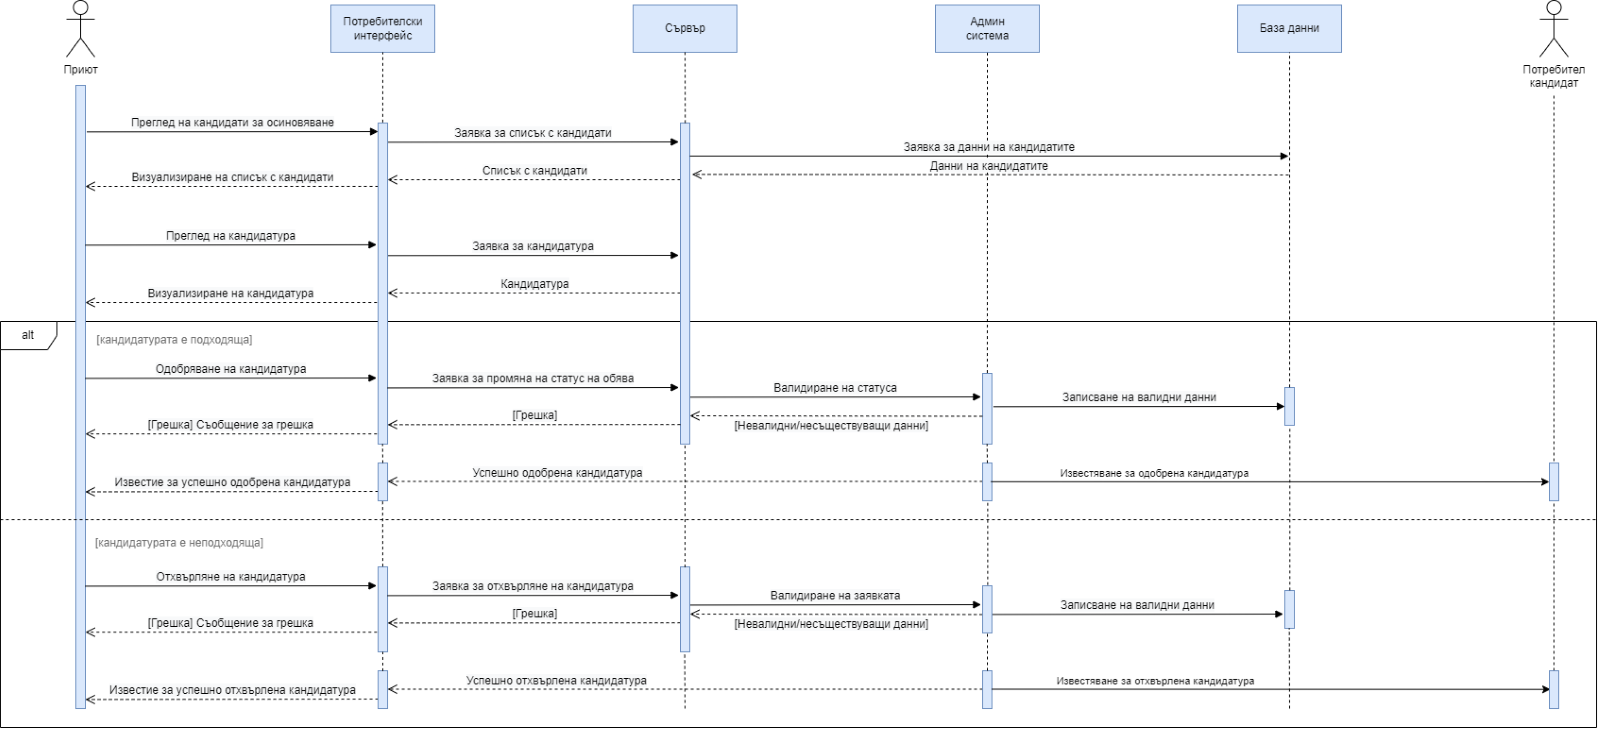 Приют
Потребителски
интерфейс
Сървър
Админ
система
База данни
Потребител
кандидат
Преглед на кандидати за осиновяване
Заявка за списък с кандидати
Заявка за данни на кандидатите
Данни на кандидатите
Списък с кандидати
Визуализиране на списък с кандидати
Преглед на кандидатура
Заявка за кандидатура
Кандидатура
Визуализиране на кандидатура
alt
[кандидатурата е подходяща]
Одобряване на кандидатура
Заявка за промяна на статус на обява
Валидиране на статуса
Записване на валидни данни
[Грешка]
[Невалидни/несъществуващи данни]
[Грешка] Съобщение за грешка
Успешно одобрена кандидатура
Известяване за одобрена кандидатура
Известие за успешно одобрена кандидатура
[кандидатурата е неподходяща]
Отхвърляне на кандидатура
Заявка за отхвърляне на кандидатура
Валидиране на заявката
Записване на валидни данни
[Грешка]
[Невалидни/несъществуващи данни]
[Грешка] Съобщение за грешка
Успешно отхвърлена кандидатура
Известяване за отхвърлена кандидатура
Известие за успешно отхвърлена кандидатура